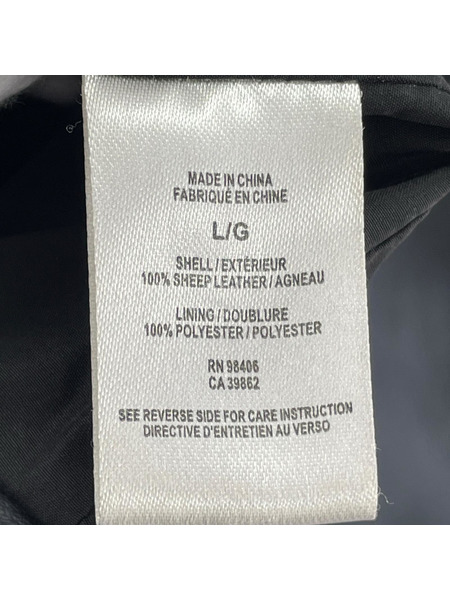 MADE IN CHINA
FABRIQUÉ EN CHINE
L/G
SHELL/EXTÉRIEUR
100% SHEEP LEATHER/AGNEAU
LINING/DOUBLURE
100% POLYESTER/POLYESTER
RN 98406
CA 39862
SEE REVERSE SIDE FOR CARE INSTRUCTION
DIRECTIVE D'ENTRETIEN AU VERSO